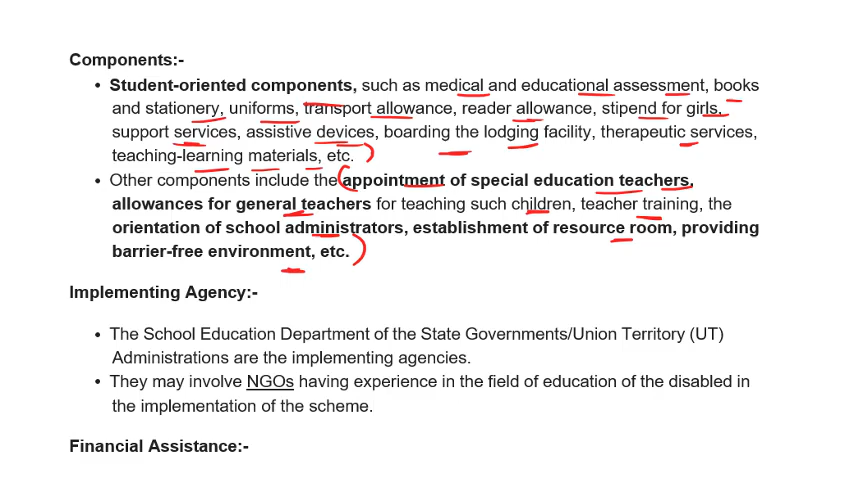 Components:-
• Student-oriented components, such as medical and educational assessment, books
and stationery, uniforms, transport allowance, reader allowance, stipend for girls,
support services, assistive devices, boarding the lodging facility, therapeutic services,
teaching-learning materials, etc.
• Other components include the appointment of special education teachers,
allowances for general teachers for teaching such children, teacher training, the
orientation of school administrators, establishment of resource room, providing
barrier-free environment, etc.
Implementing Agency:-
• The School Education Department of the State Governments/Union Territory (UT)
Administrations are the implementing agencies.
• They may involve NGOs having experience in the field of education of the disabled in
the implementation of the scheme.
Financial Assistance:-